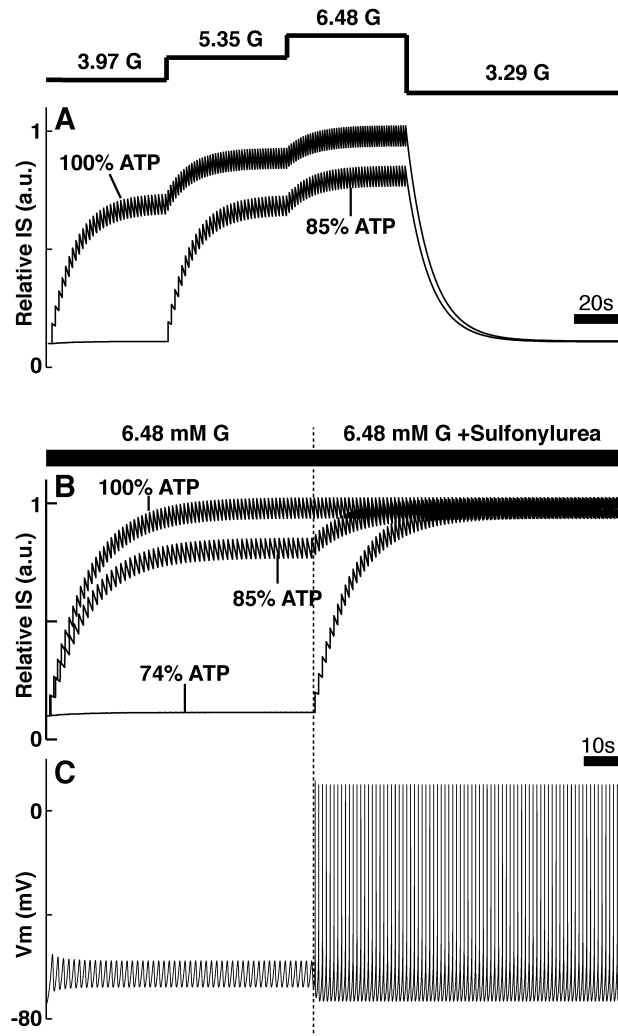 6.48 G
5.35 G
3.97 G
3.29 G
A
1
100% ATP
85% ATP
Relative IS (a.u.)
20s
0
6.48 mM G
6.48 mM G +Sulfonylurea
B
100% ATP
1
85% ATP
Relative IS (a.u.)
74% ATP
0
10s
C
0
Vm (mV)
-80